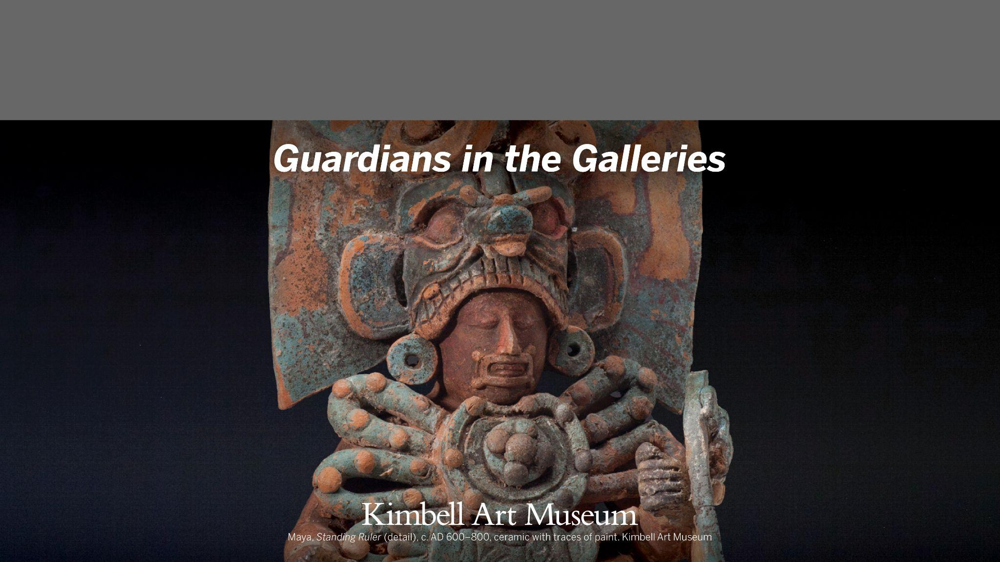 Guardians in the Galleries
Kimbell Art Museum
Maya, Standing Ruler (detail), c. AD 600–800, ceramic with traces of paint. Kimbell Art Museum